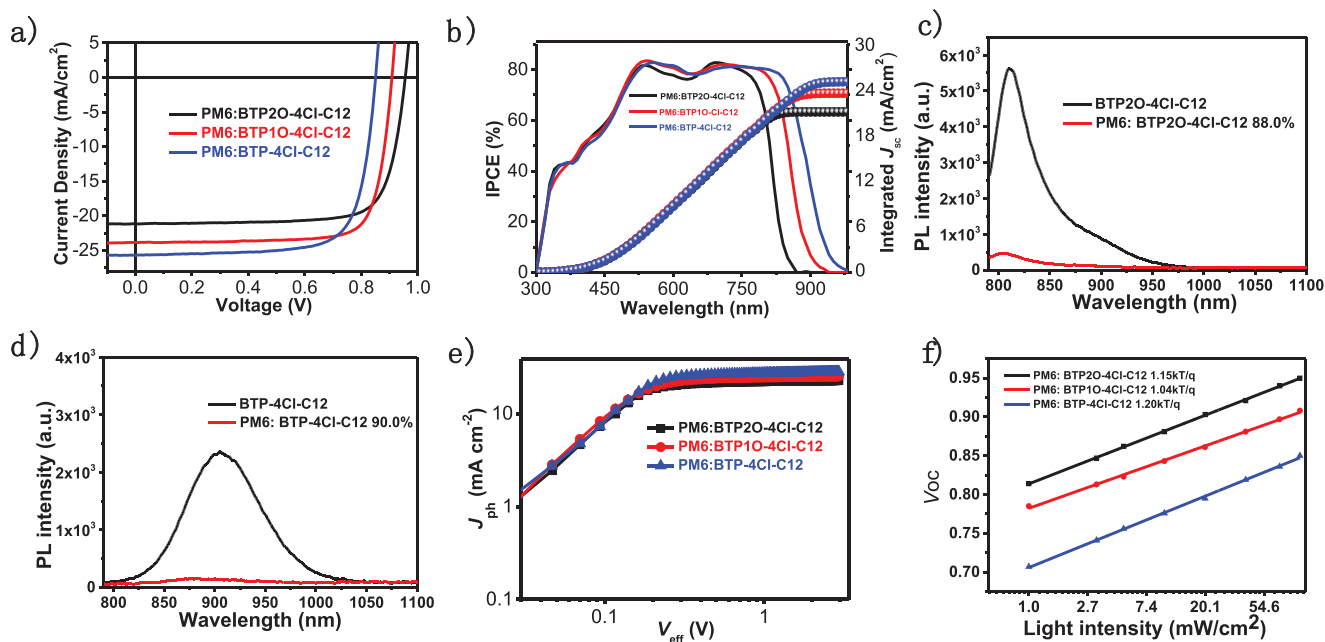 a)
5
0
-5
-10
-15
-20
-25
0.0
0.2
0.4
0.6
0.8
1.0
Current Density (mA/cm²)
Voltage (V)
PM6:BTP2O-4Cl-C12
PM6:BTP1O-4Cl-C12
PM6:BTP-4Cl-C12
b)
80
60
40
20
0
300
450
600
750
900
30
24
18
12
6
0
IPCE (%)
Wavelength (nm)
Integrated Jsc (mA/cm²)
PM6:BTP2O-4Cl-C12
PM6:BTP1O-Cl-C12
PM6:BTP-4Cl-C12
c)
6x10³
5x10³
4x10³
3x10³
2x10³
1x10³
0
800
850
900
950
1000
1100
PL intensity (a.u.)
Wavelength (nm)
BTP2O-4Cl-C12
PM6: BTP2O-4Cl-C12 88.0%
d)
4x10³
3x10³
2x10³
1x10³
0
800
850
900
950
1000
1100
PL intensity (a.u.)
Wavelength (nm)
BTP-4Cl-C12
PM6: BTP-4Cl-C12 90.0%
e)
10
1
0.1
0.1
1
Jph (mA cm⁻²)
Veff (V)
PM6:BTP2O-4Cl-C12
PM6:BTP1O-4Cl-C12
PM6:BTP-4Cl-C12
f)
0.95
0.90
0.85
0.80
0.75
0.70
1.0
2.7
7.4
20.1
54.6
Voc
Light intensity (mW/cm²)
PM6: BTP2O-4Cl-C12 1.15kT/q
PM6: BTP1O-4Cl-C12 1.04kT/q
PM6: BTP-4Cl-C12 1.20kT/q